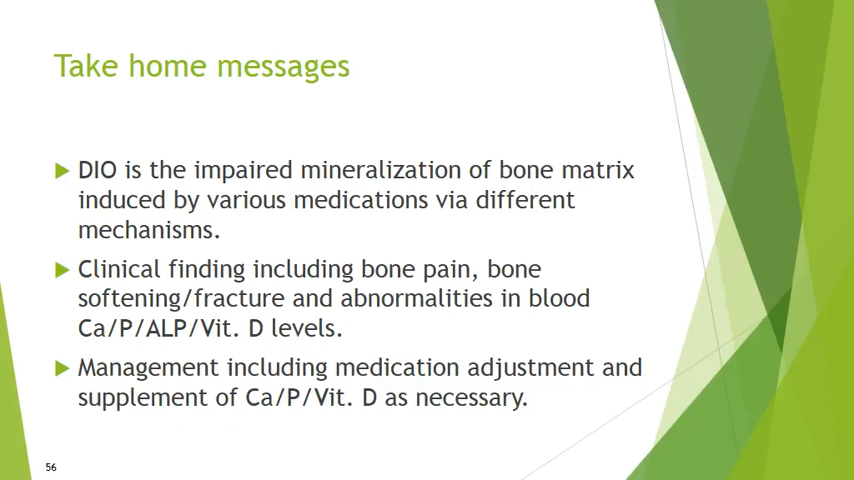 Take home messages
DIO is the impaired mineralization of bone matrix
induced by various medications via different
mechanisms.
Clinical finding including bone pain, bone
softening/fracture and abnormalities in blood
Ca/P/ALP/Vit. D levels.
Management including medication adjustment and
supplement of Ca/P/Vit. D as necessary.
56